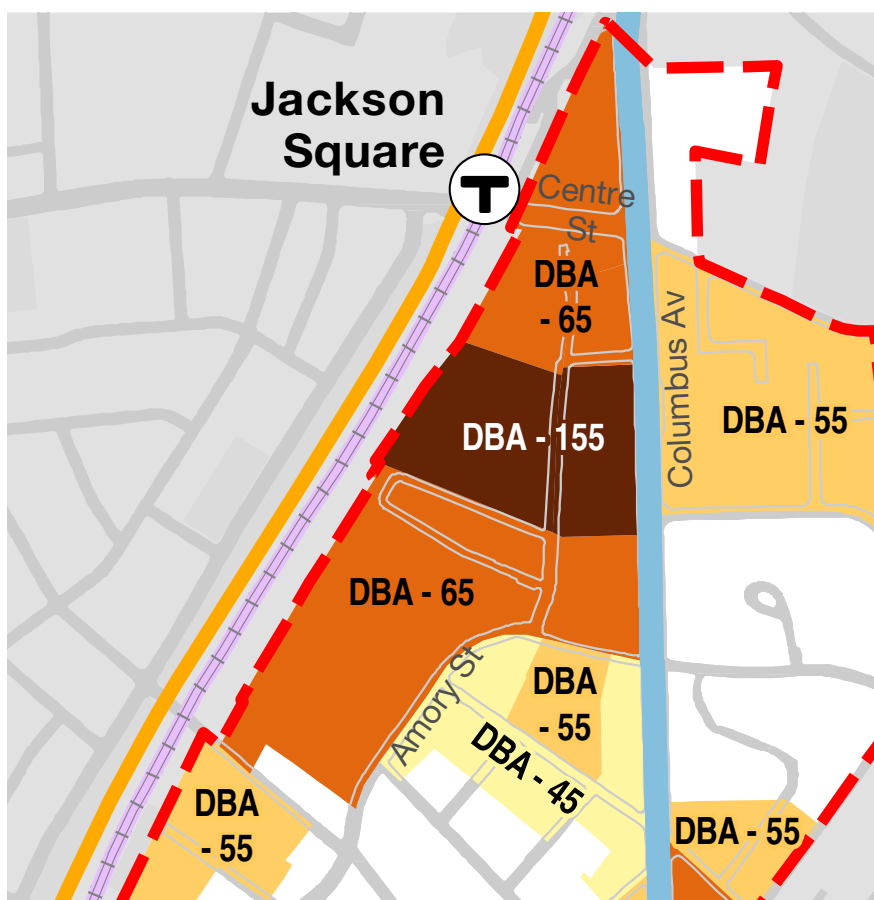 Jackson
Square
T
Centre
St
DBA
- 65
Columbus Av
DBA - 55
DBA - 155
DBA - 65
Amory St
DBA
- 55
DBA - 45
DBA
- 55
DBA - 55